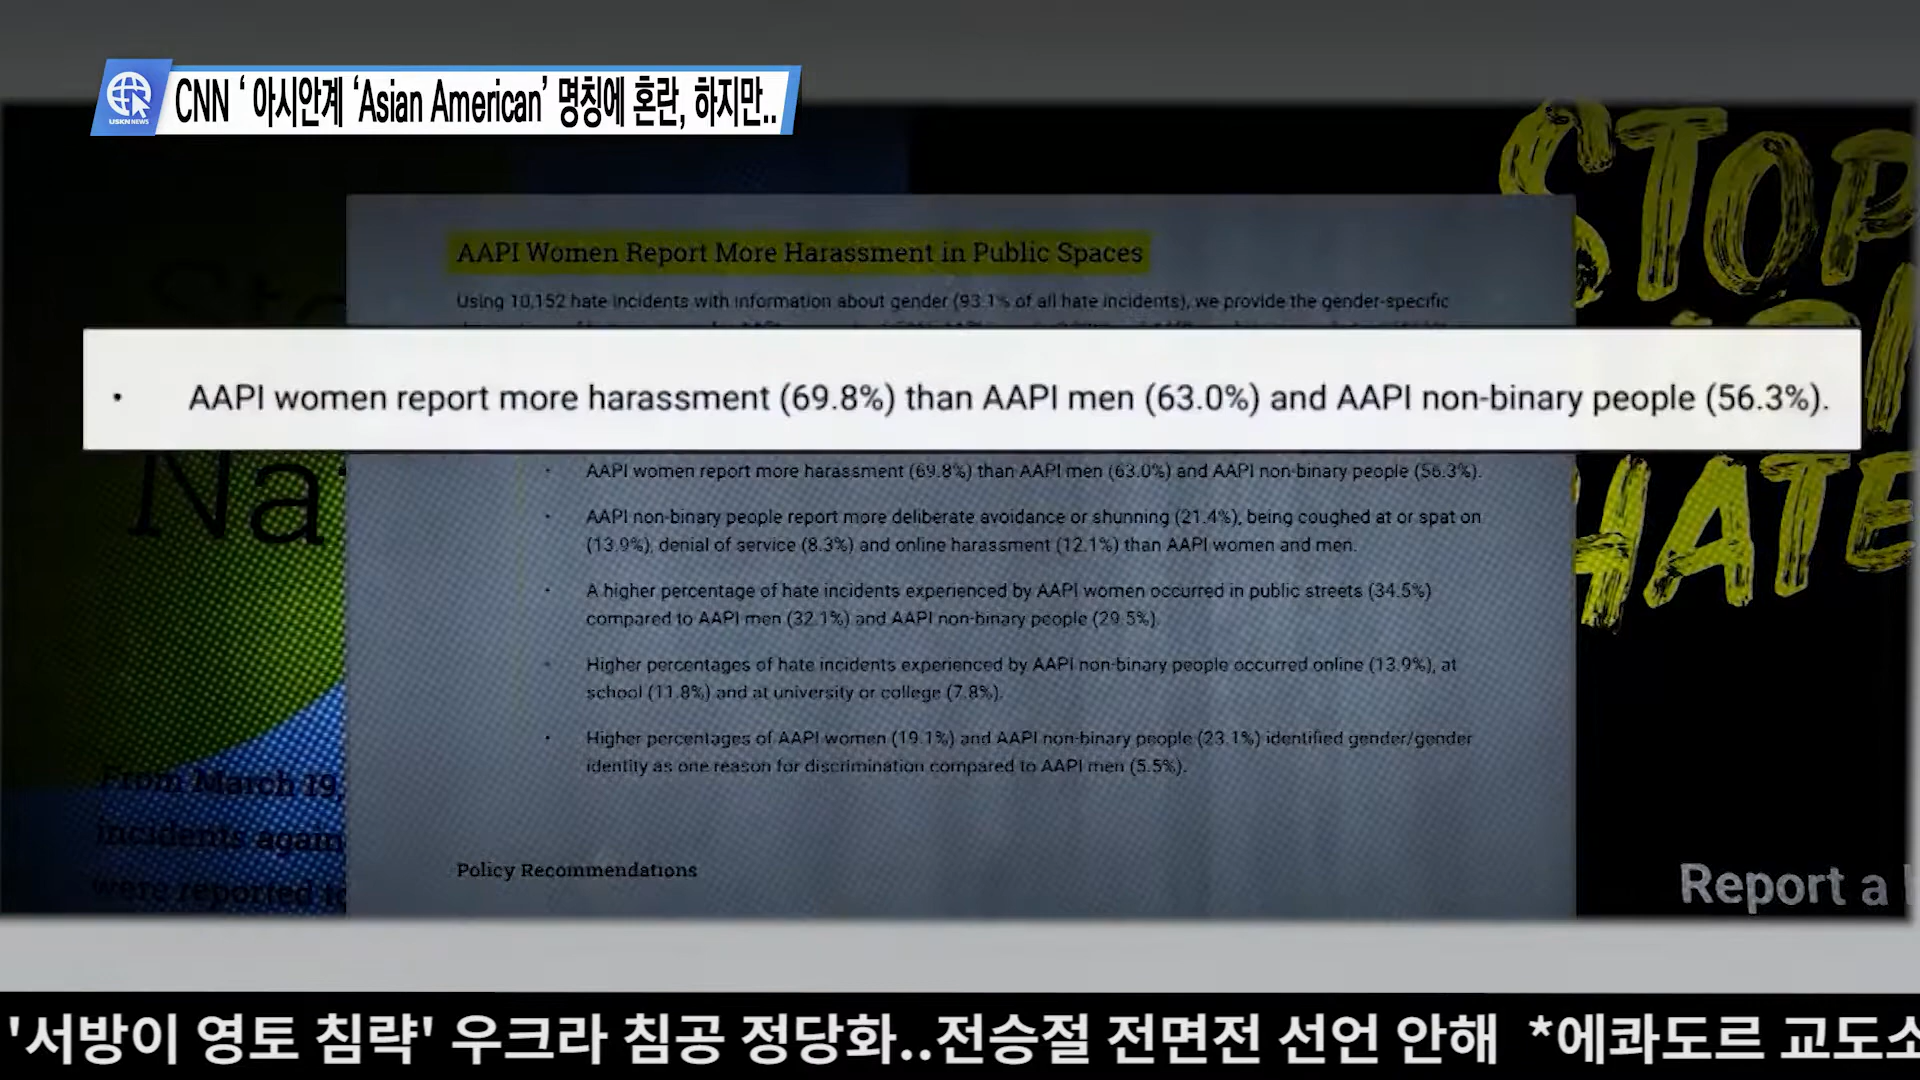 CNN ‘ 아시안계 ‘Asian American’ 명칭에 혼란, 하지만..
USKN NEWS
STOP
HATE
AAPI Women Report More Harassment in Public Spaces
Using 10,152 hate incidents with information about gender (93.1% of all hate incidents), we provide the gender-specific
• AAPI women report more harassment (69.8%) than AAPI men (63.0%) and AAPI non-binary people (56.3%).
• AAPI women report more harassment (69.8%) than AAPI men (63.0%) and AAPI non-binary people (56.3%).
• AAPI non-binary people report more deliberate avoidance or shunning (21.4%), being coughed at or spat on
(13.9%), denial of service (8.3%) and online harassment (12.1%) than AAPI women and men.
• A higher percentage of hate incidents experienced by AAPI women occurred in public streets (34.5%)
compared to AAPI men (32.1%) and AAPI non-binary people (29.5%).
• Higher percentages of hate incidents experienced by AAPI non-binary people occurred online (13.9%), at
school (11.8%) and at university or college (7.8%).
• Higher percentages of AAPI women (19.1%) and AAPI non-binary people (23.1%) identified gender/gender
identity as one reason for discrimination compared to AAPI men (5.5%).
Policy Recommendations
Na
From March 19,
incidents again
were reported to
Report a
'서방이 영토 침략' 우크라 침공 정당화..전승절 전면전 선언 안해 *에콰도르 교도소